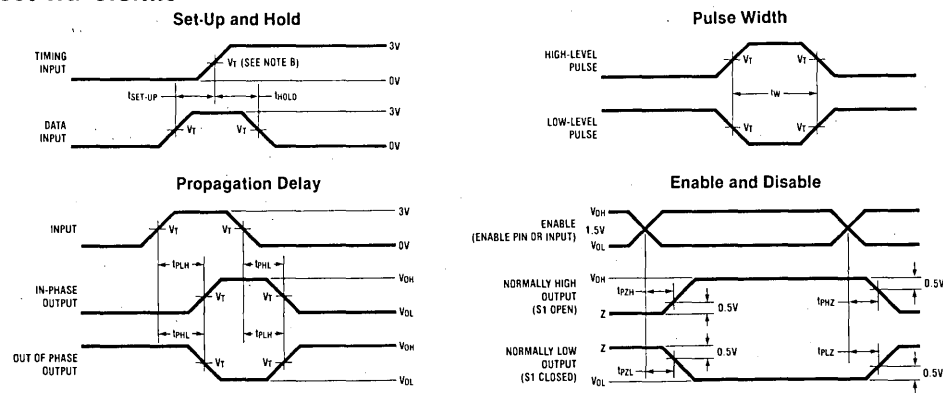 Set-Up and Hold
TIMING
INPUT
3V
VT (SEE NOTE B)
0V
tSET-UP
tHOLD
DATA
INPUT
3V
VT
VT
0V
Pulse Width
HIGH-LEVEL
PULSE
VT
VT
tW
LOW-LEVEL
PULSE
VT
VT
Propagation Delay
INPUT
3V
VT
VT
0V
tPLH
tPHL
IN-PHASE
OUTPUT
VOH
VT
VT
VOL
tPHL
tPLH
OUT OF PHASE
OUTPUT
VOH
VT
VT
VOL
Enable and Disable
ENABLE
(ENABLE PIN OR INPUT)
VOH
1.5V
VOL
NORMALLY HIGH
OUTPUT
(S1 OPEN)
VOH
tPZH
0.5V
Z
tPHZ
0.5V
NORMALLY LOW
OUTPUT
(S1 CLOSED)
Z
0.5V
tPZL
VOL
tPLZ
0.5V